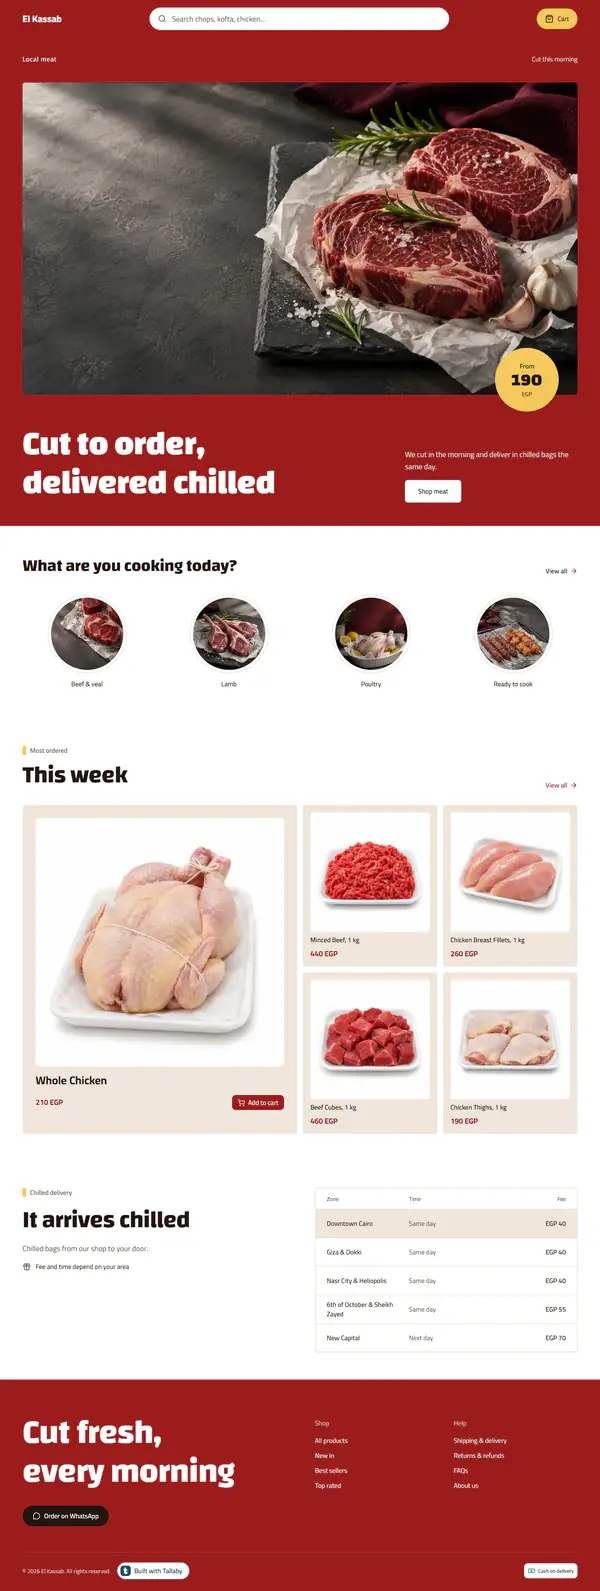 El Kassab
Search chops, kofta, chicken...
Cart
Local meat
Cut this morning
From
190
EGP
Cut to order,
delivered chilled
We cut in the morning and deliver in chilled bags the
same day.
Shop meat
What are you cooking today?
View all
Beef & veal
Lamb
Poultry
Ready to cook
Most ordered
This week
View all
Whole Chicken
210 EGP
Add to cart
Minced Beef, 1 kg
440 EGP
Chicken Breast Fillets, 1 kg
260 EGP
Beef Cubes, 1 kg
460 EGP
Chicken Thighs, 1 kg
190 EGP
Chilled delivery
It arrives chilled
Chilled bags from our shop to your door.
Fee and time depend on your area
Zone Time Fee
Downtown Cairo Same day EGP 40
Giza & Dokki Same day EGP 40
Nasr City & Heliopolis Same day EGP 40
6th of October & Sheikh
Zayed Same day EGP 55
New Capital Next day EGP 70
Cut fresh,
every morning
Order on WhatsApp
Shop
All products
New in
Best sellers
Top rated
Help
Shipping & delivery
Returns & refunds
FAQs
About us
© 2026 El Kassab. All rights reserved.
t
Built with Tallaby
Cash on delivery